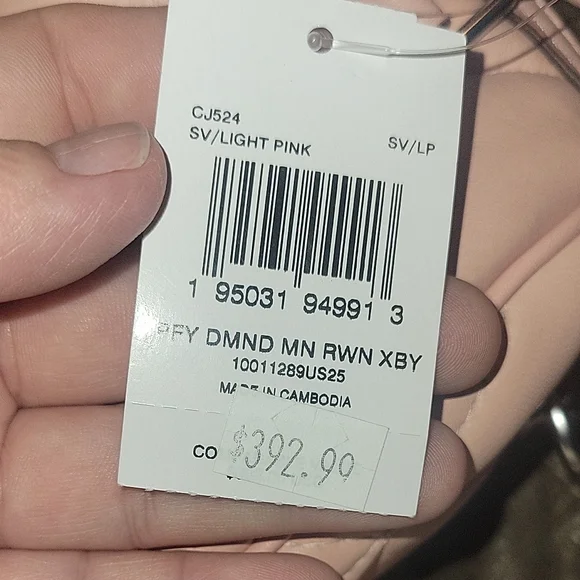 CJ524
SV/LIGHT PINK SV/LP
1 95031 94991 3
PFY DMND MN RWN XBY
10011289US25
MADE IN CAMBODIA
CO
$392.99